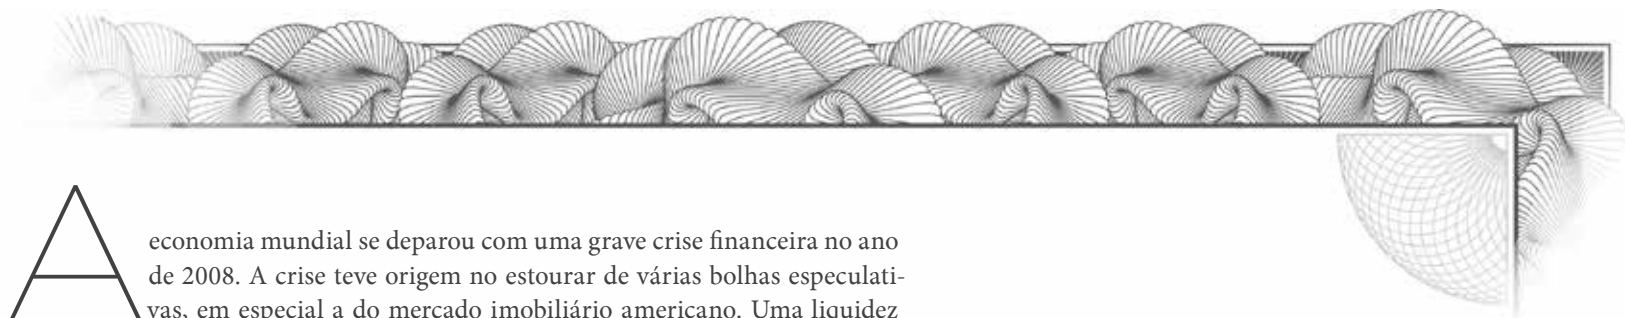 A economia mundial se deparou com uma grave crise financeira no ano
de 2008. A crise teve origem no estourar de várias bolhas especulati-
vas, em especial a do mercado imobiliário americano. Uma liquidez